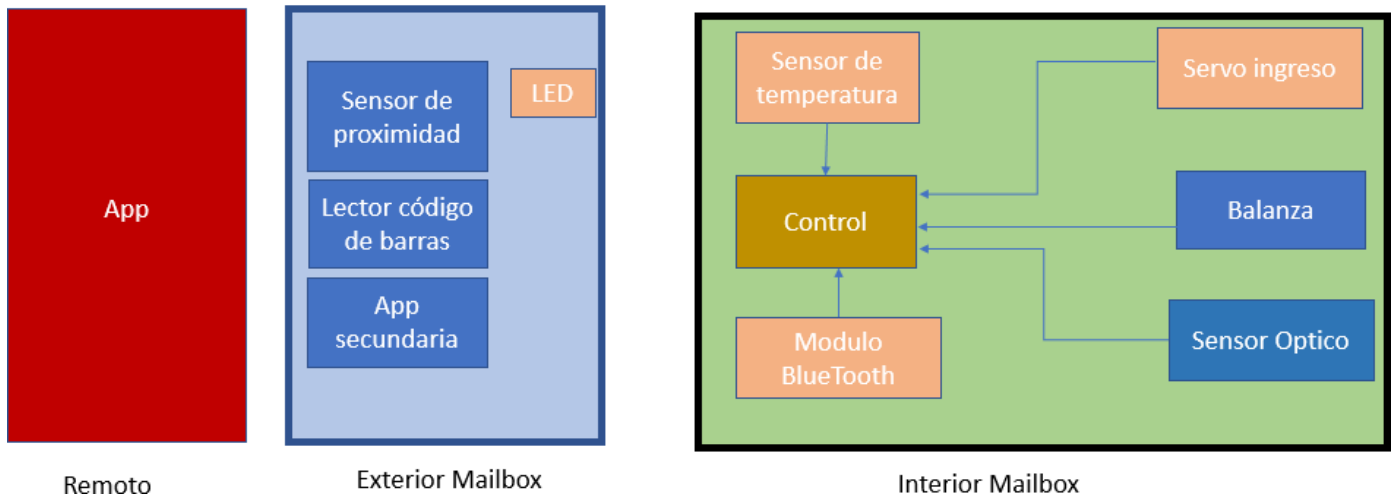 App
Remoto
Sensor de
proximidad
LED
Lector código
de barras
App
secundaria
Exterior Mailbox
Sensor de
temperatura
Servo ingreso
Control
Balanza
Modulo
BlueTooth
Sensor Optico
Interior Mailbox